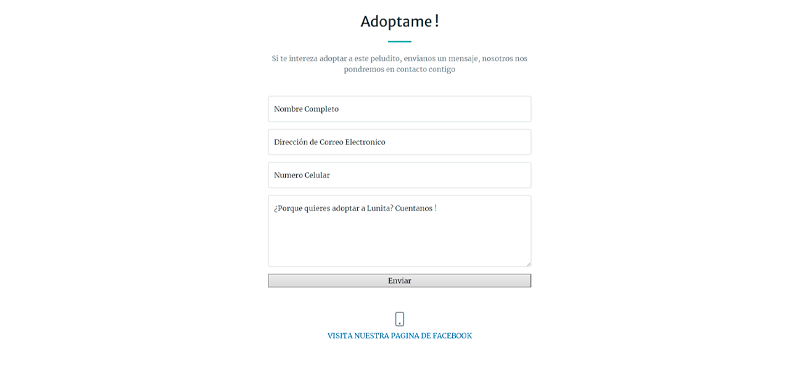 Adoptame !
Si te intereza adoptar a este peludito, envianos un mensaje, nosotros nos
pondremos en contacto contigo
Nombre Completo
Dirección de Correo Electronico
Numero Celular
¿Porque quieres adoptar a Lunita? Cuentanos !
Enviar
VISITA NUESTRA PAGINA DE FACEBOOK